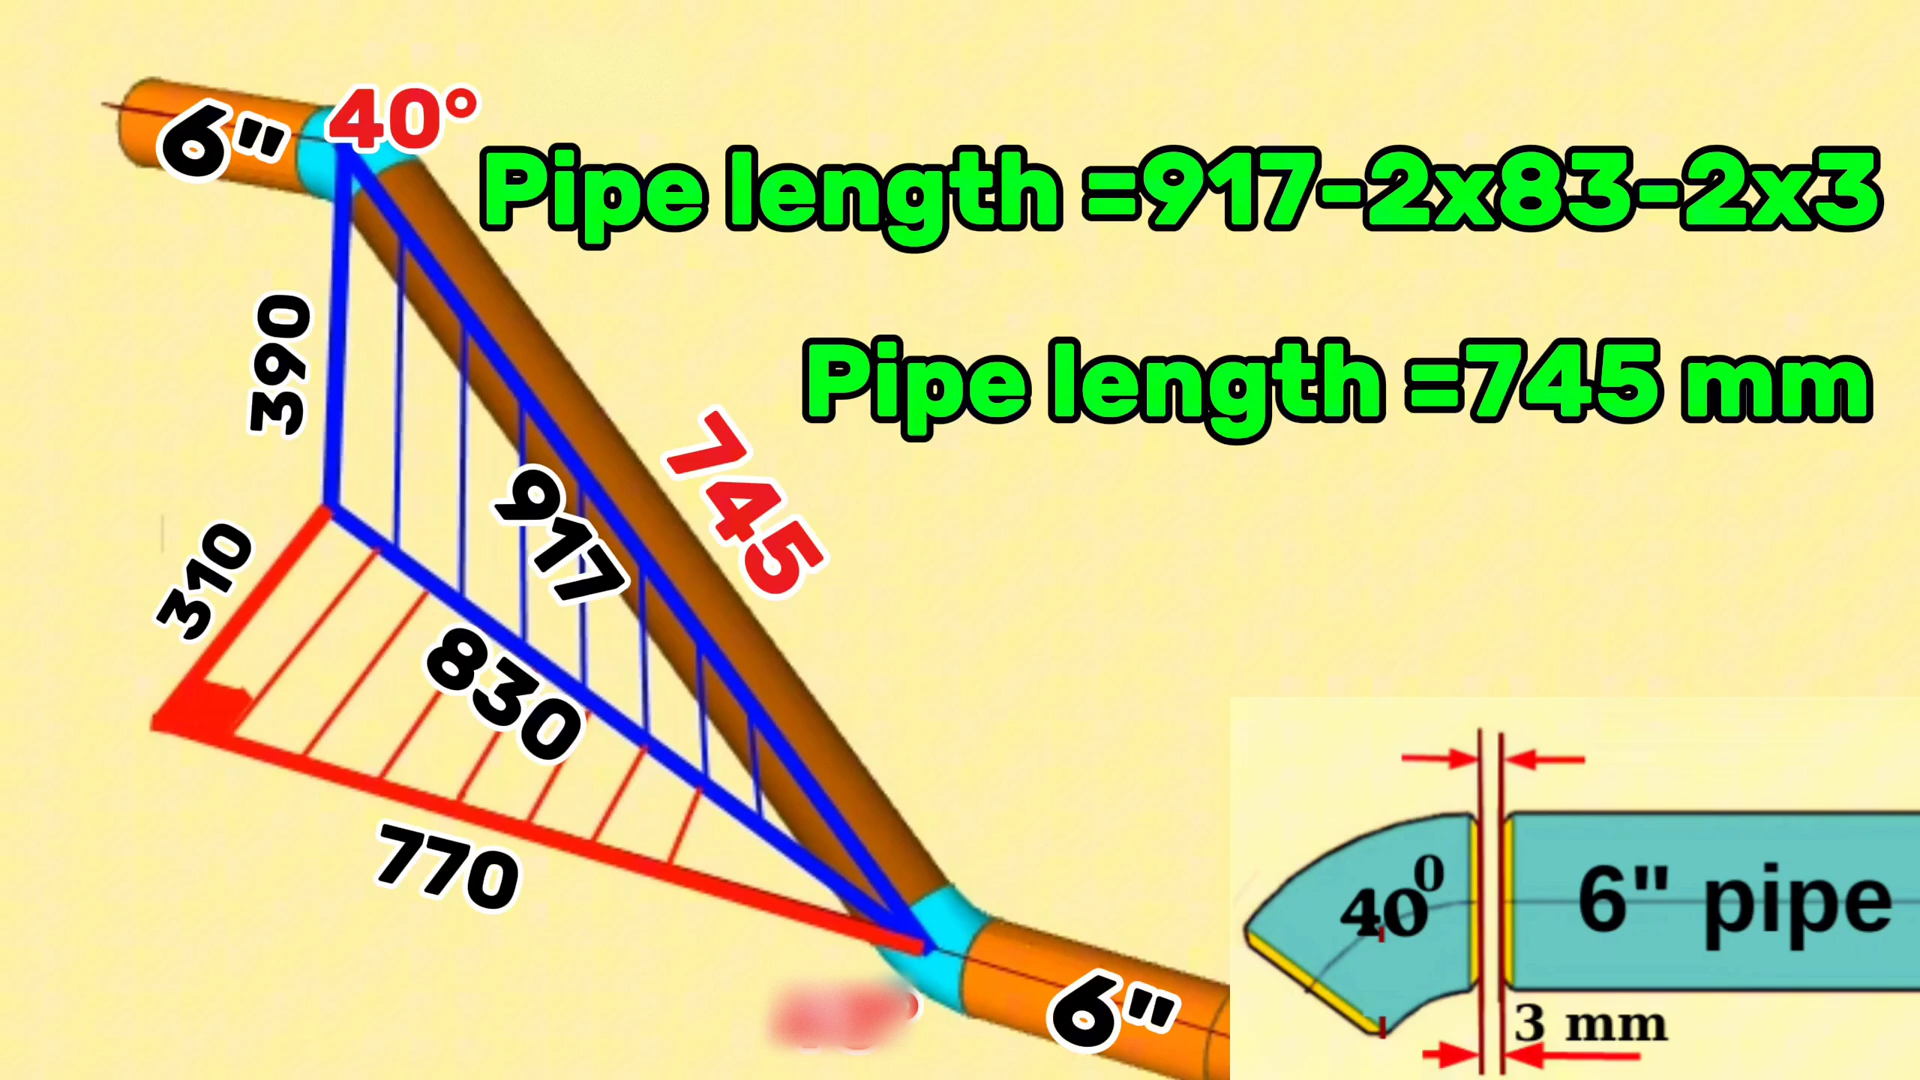 40°
6"
Pipe length =917-2x83-2x3
390
Pipe length =745 mm
745
917
310
830
770
6"
40⁰
6" pipe
3 mm